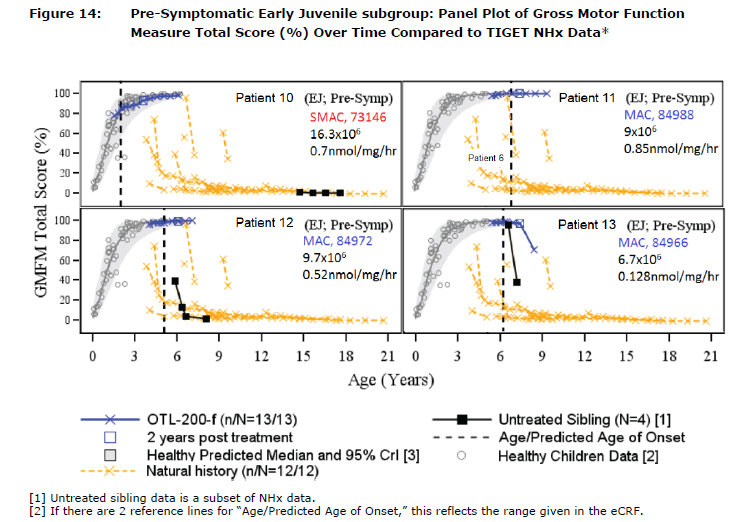 Figure 14: Pre-Symptomatic Early Juvenile subgroup: Panel Plot of Gross Motor Function
Measure Total Score (%) Over Time Compared to TIGET NHx Data*
GMFM Total Score (%)
100
80
60
40
20
0
Patient 10 (EJ; Pre-Symp)
SMAC, 73146
16.3x10⁶
0.7nmol/mg/hr
Patient 11 (EJ; Pre-Symp)
MAC, 84988
9x10⁶
0.85nmol/mg/hr
Patient 6
100
80
60
40
20
0
Patient 12 (EJ; Pre-Symp)
MAC, 84972
9.7x10⁶
0.52nmol/mg/hr
Patient 13 (EJ; Pre-Symp)
MAC, 84966
6.7x10⁶
0.128nmol/mg/hr
0 3 6 9 12 15 18 21 0 3 6 9 12 15 18 21
Age (Years)
OTL-200-f (n/N=13/13)
2 years post treatment
Healthy Predicted Median and 95% CrI [3]
Natural history (n/N=12/12)
Untreated Sibling (N=4) [1]
Age/Predicted Age of Onset
Healthy Children Data [2]
[1] Untreated sibling data is a subset of NHx data.
[2] If there are 2 reference lines for “Age/Predicted Age of Onset,” this reflects the range given in the eCRF.